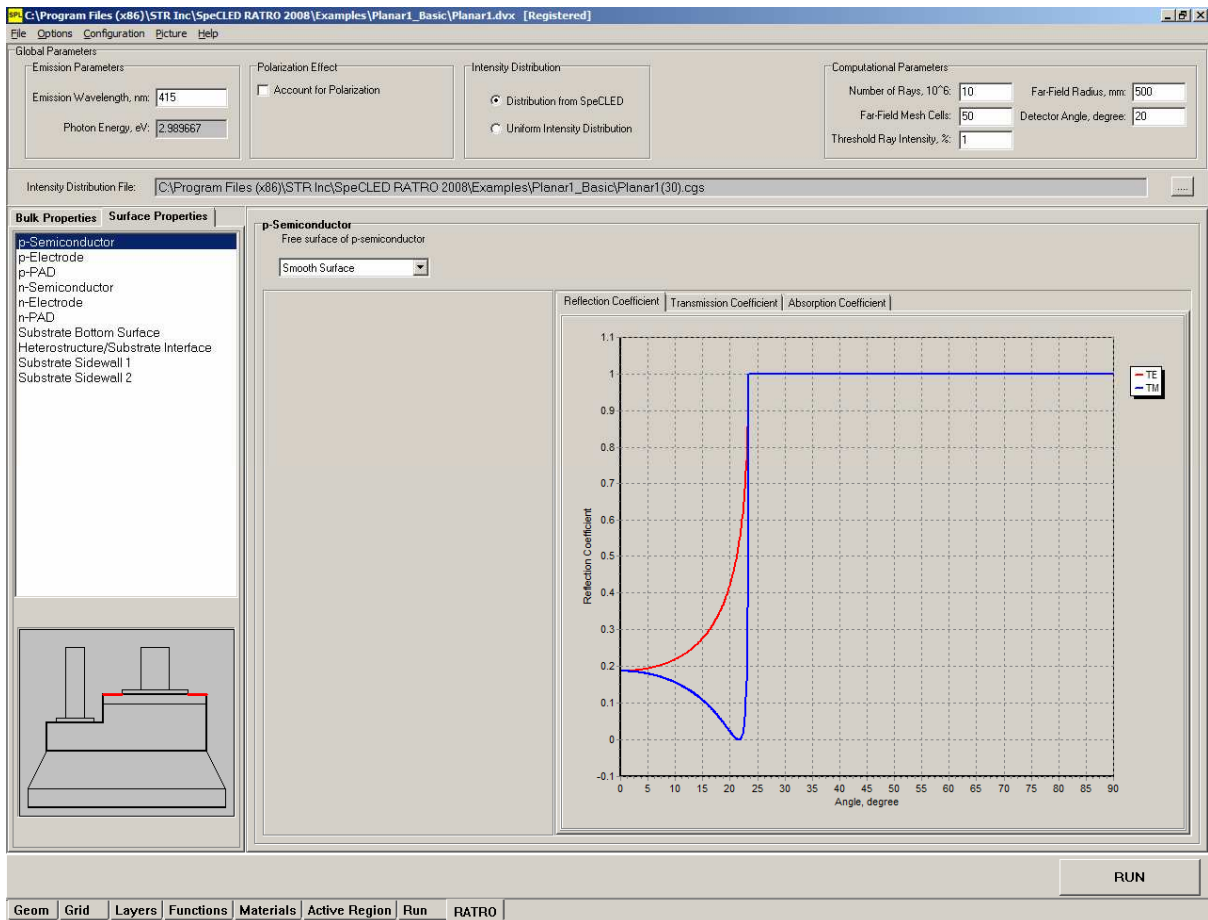 SPL C:\Program Files (x86)\STR Inc\SpeCLED RATRO 2008\Examples\Planar1_Basic\Planar1.dvx [Registered]
File Options Configuration Picture Help
Global Parameters
Emission Parameters
Emission Wavelength, nm: 415
Photon Energy, eV: 2.989667
Polarization Effect
Account for Polarization
Intensity Distribution
Distribution from SpeCLED
Uniform Intensity Distribution
Computational Parameters
Number of Rays, 10^6: 10
Far-Field Radius, mm: 500
Far-Field Mesh Cells: 50
Detector Angle, degree: 20
Threshold Ray Intensity, %: 1
Intensity Distribution File: C:\Program Files (x86)\STR Inc\SpeCLED RATRO 2008\Examples\Planar1_Basic\Planar1(30).cgs
....
Bulk Properties Surface Properties
p-Semiconductor
p-Electrode
p-PAD
n-Semiconductor
n-Electrode
n-PAD
Substrate Bottom Surface
Heterostructure/Substrate Interface
Substrate Sidewall 1
Substrate Sidewall 2
p-Semiconductor
Free surface of p-semiconductor
Smooth Surface
Reflection Coefficient Transmission Coefficient Absorption Coefficient
Reflection Coefficient
1.1
1
0.9
0.8
0.7
0.6
0.5
0.4
0.3
0.2
0.1
0
-0.1
0 5 10 15 20 25 30 35 40 45 50 55 60 65 70 75 80 85 90
Angle, degree
TE
TM
RUN
Geom Grid Layers Functions Materials Active Region Run RATRO